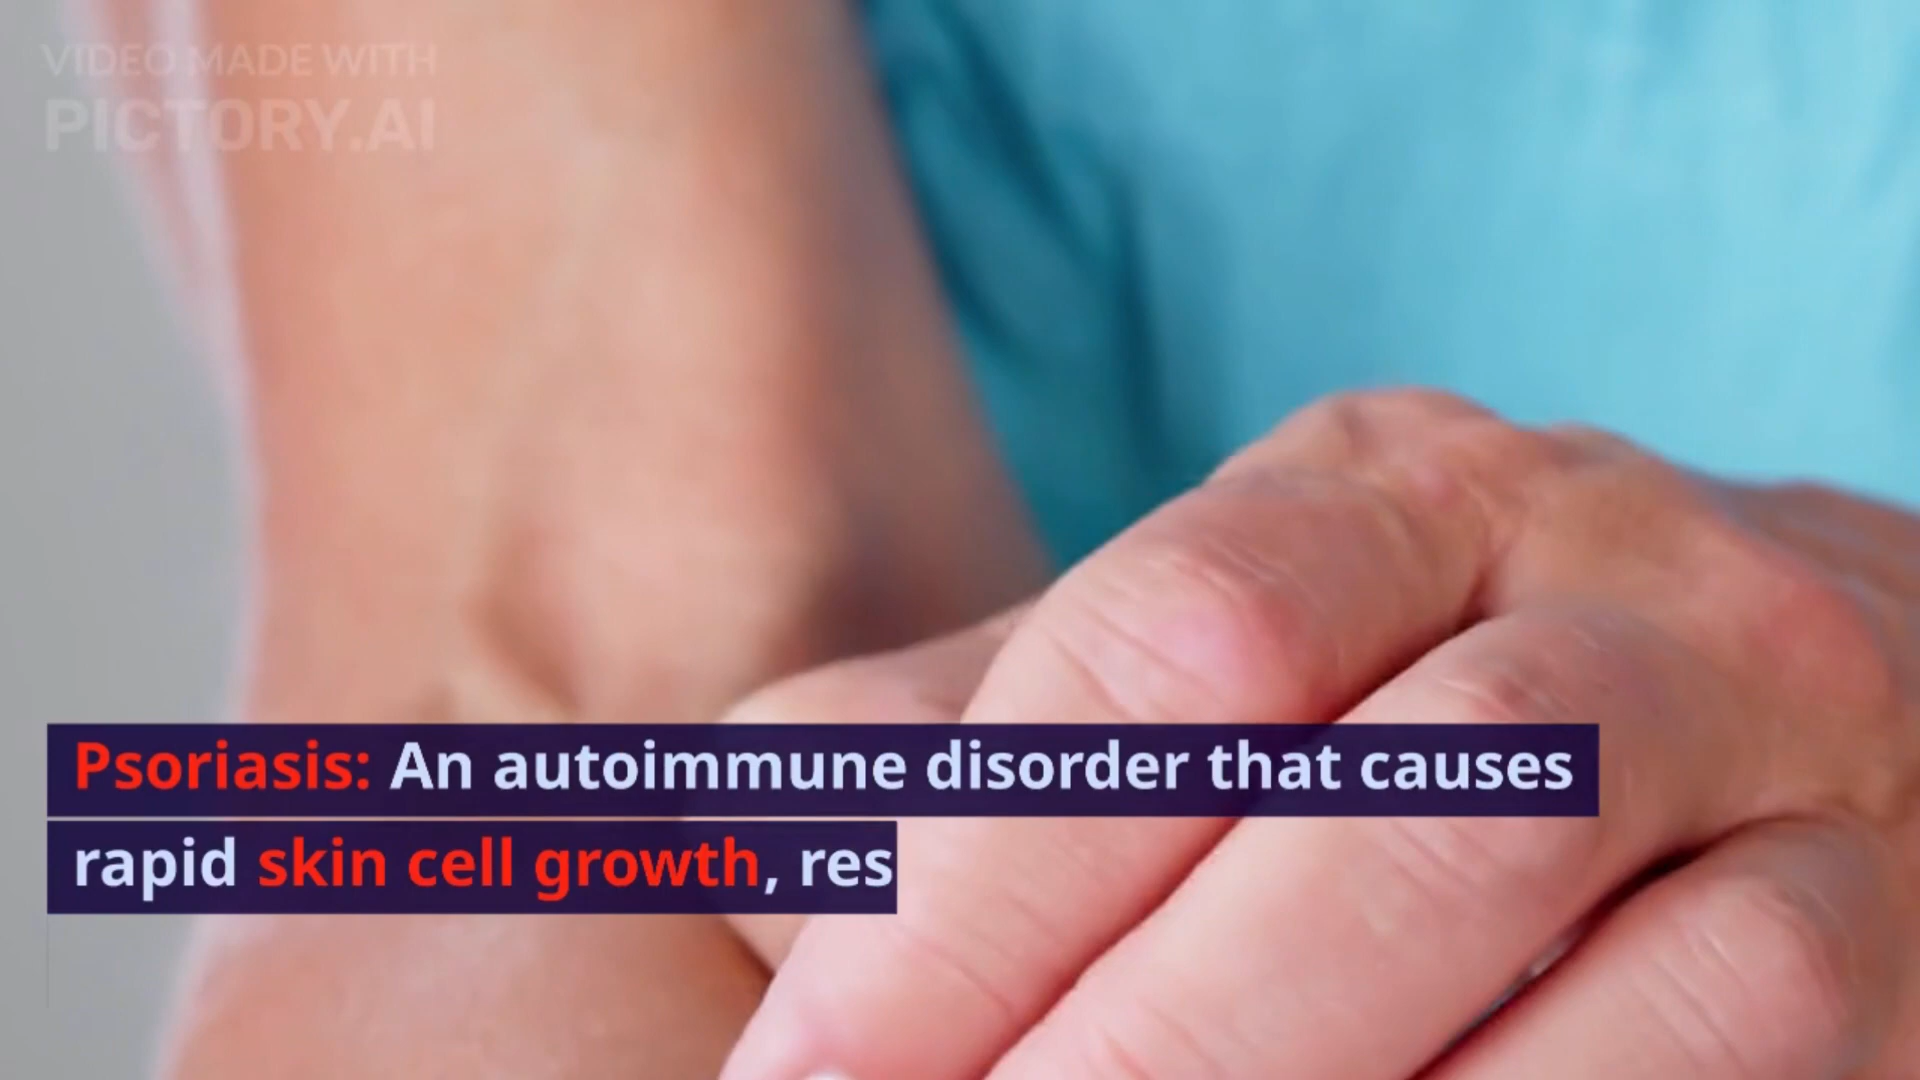 VIDEO MADE WITH
PICTORY.AI
Psoriasis: An autoimmune disorder that causes
rapid skin cell growth, res